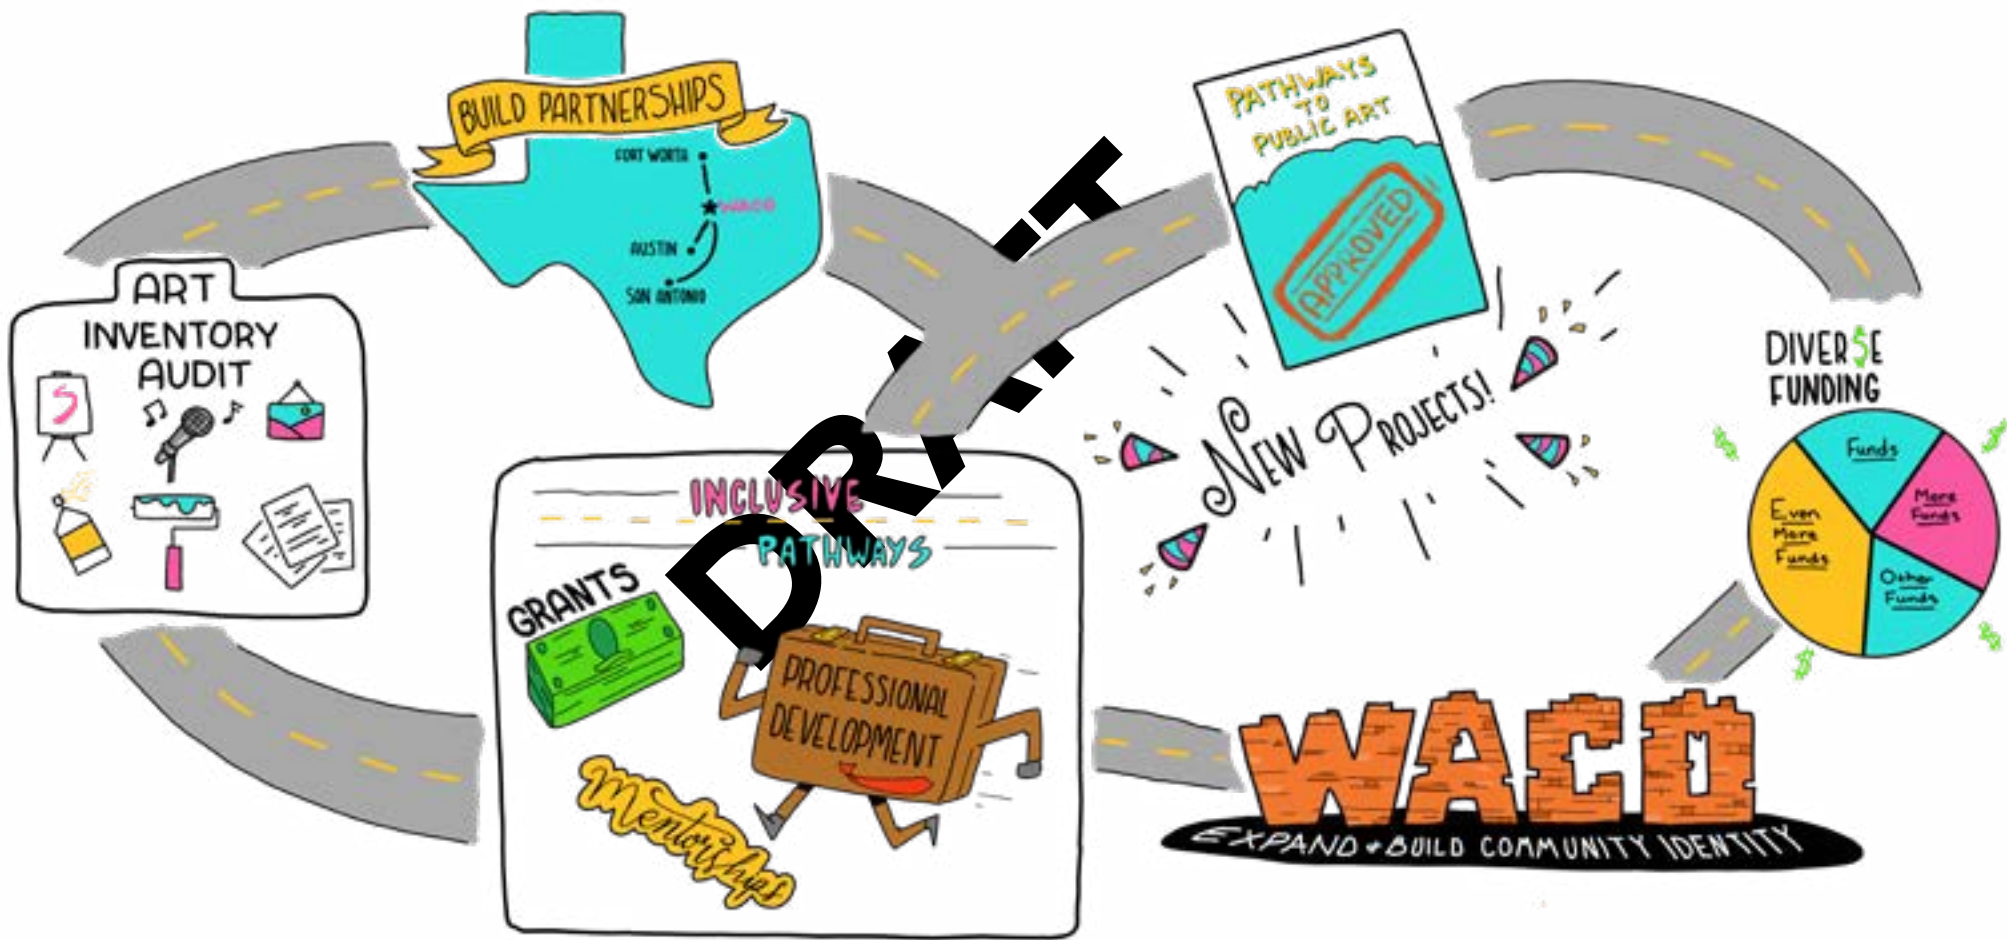 BUILD PARTNERSHIPS
FORT WORTH
WACO
AUSTIN
SAN ANTONIO
ART
INVENTORY
AUDIT
PATHWAYS
TO
PUBLIC ART
APPROVED
NEW PROJECTS!
DIVER$E
FUNDING
Funds
More
Funds
Even
More
Funds
Other
Funds
DRAFT
INCLUSIVE
PATHWAYS
GRANTS
PROFESSIONAL
DEVELOPMENT
Mentorships
WACO
EXPAND + BUILD COMMUNITY IDENTITY